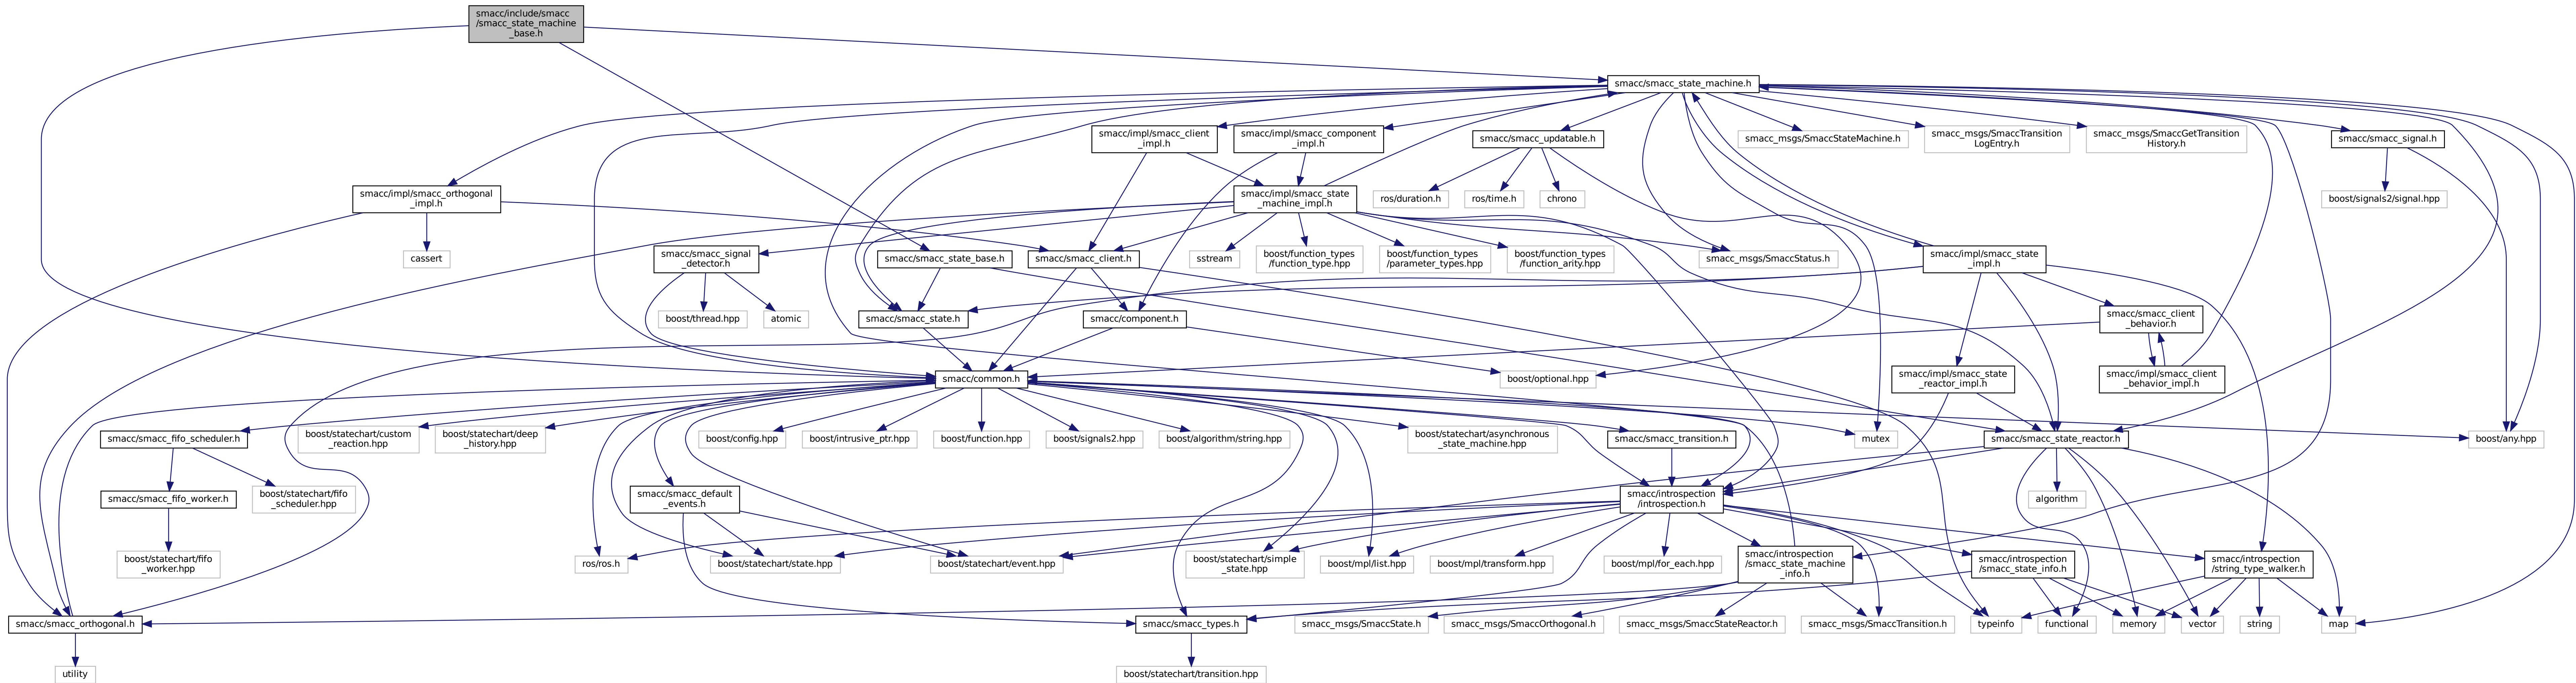 smacc/include/smacc
/smacc_state_machine
_base.h
smacc/smacc_state_machine.h
smacc/impl/smacc_client
_impl.h
smacc/impl/smacc_component
_impl.h
smacc/smacc_updatable.h
smacc_msgs/SmaccStateMachine.h
smacc_msgs/SmaccTransition
LogEntry.h
smacc_msgs/SmaccGetTransition
History.h
smacc/smacc_signal.h
smacc/impl/smacc_orthogonal
_impl.h
smacc/impl/smacc_state
_machine_impl.h
ros/duration.h
ros/time.h
chrono
boost/signals2/signal.hpp
cassert
smacc/smacc_signal
_detector.h
smacc/smacc_state_base.h
smacc/smacc_client.h
sstream
boost/function_types
/function_type.hpp
boost/function_types
/parameter_types.hpp
boost/function_types
/function_arity.hpp
smacc_msgs/SmaccStatus.h
smacc/impl/smacc_state
_impl.h
boost/thread.hpp
atomic
smacc/smacc_state.h
smacc/component.h
smacc/smacc_client
_behavior.h
smacc/common.h
boost/optional.hpp
smacc/impl/smacc_state
_reactor_impl.h
smacc/impl/smacc_client
_behavior_impl.h
smacc/smacc_fifo_scheduler.h
boost/statechart/custom
_reaction.hpp
boost/statechart/deep
_history.hpp
boost/config.hpp
boost/intrusive_ptr.hpp
boost/function.hpp
boost/signals2.hpp
boost/algorithm/string.hpp
boost/statechart/asynchronous
_state_machine.hpp
smacc/smacc_transition.h
mutex
smacc/smacc_state_reactor.h
boost/any.hpp
smacc/smacc_fifo_worker.h
boost/statechart/fifo
_scheduler.hpp
smacc/smacc_default
_events.h
smacc/introspection
/introspection.h
algorithm
boost/statechart/fifo
_worker.hpp
ros/ros.h
boost/statechart/state.hpp
boost/statechart/event.hpp
boost/statechart/simple
_state.hpp
boost/mpl/list.hpp
boost/mpl/transform.hpp
boost/mpl/for_each.hpp
smacc/introspection
/smacc_state_machine
_info.h
smacc/introspection
/smacc_state_info.h
smacc/introspection
/string_type_walker.h
smacc/smacc_orthogonal.h
smacc/smacc_types.h
smacc_msgs/SmaccState.h
smacc_msgs/SmaccOrthogonal.h
smacc_msgs/SmaccStateReactor.h
smacc_msgs/SmaccTransition.h
typeinfo
functional
memory
vector
string
map
utility
boost/statechart/transition.hpp